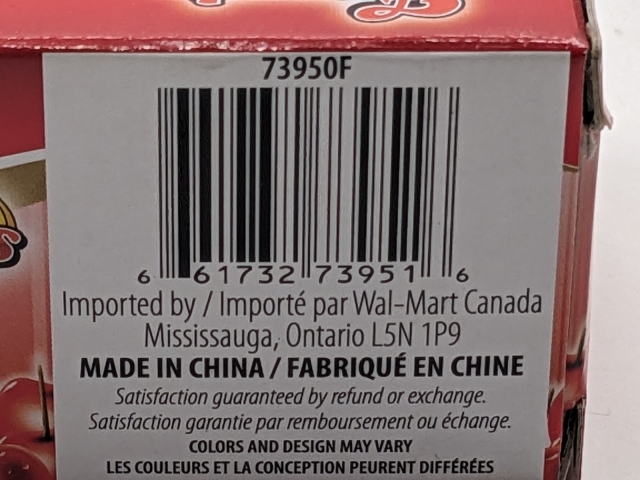 73950F
6 61732 73951 6
Imported by / Importé par Wal-Mart Canada
Mississauga, Ontario L5N 1P9
MADE IN CHINA / FABRIQUÉ EN CHINE
Satisfaction guaranteed by refund or exchange.
Satisfaction garantie par remboursement ou échange.
COLORS AND DESIGN MAY VARY
LES COULEURS ET LA CONCEPTION PEURENT DIFFÉRÉES